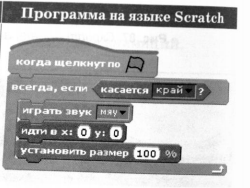 Программа на языке Scratch
когда щелкнут по
всегда, если касается край ?
играть звук мяу
идти в x: 0 y: 0
установить размер 100 %